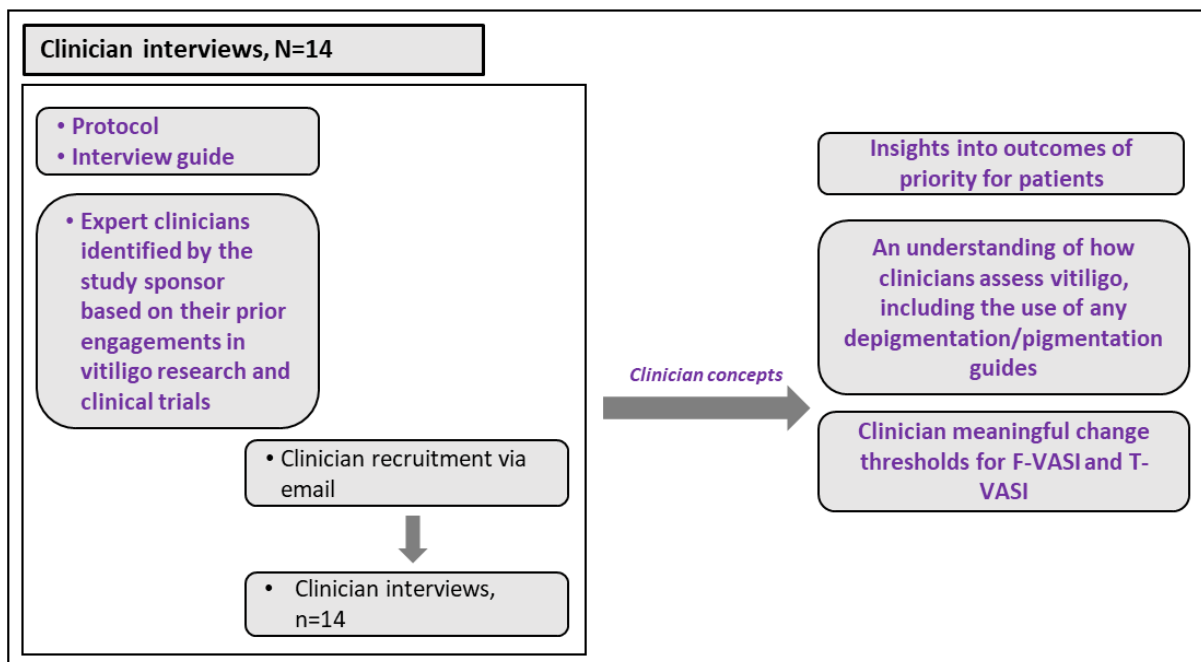 Clinician interviews, N=14
• Protocol
• Interview guide
• Expert clinicians
identified by the
study sponsor
based on their prior
engagements in
vitiligo research and
clinical trials
• Clinician recruitment via
email
• Clinician interviews,
n=14
Clinician concepts
Insights into outcomes of
priority for patients
An understanding of how
clinicians assess vitiligo,
including the use of any
depigmentation/pigmentation
guides
Clinician meaningful change
thresholds for F-VASI and T-
VASI